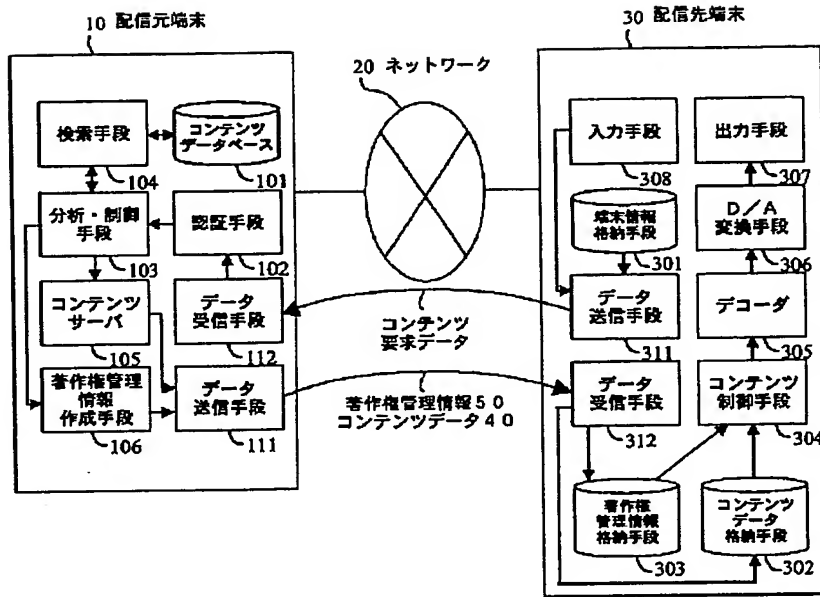 10 配信元端末
検索手段
104
コンテンツ
データベース
101
分析・制御
手段
103
認証手段
102
コンテンツ
サーバ
105
データ
受信手段
112
著作権管理
情報
作成手段
106
データ
送信手段
111
20 ネットワーク
コンテンツ
要求データ
著作権管理情報50
コンテンツデータ40
30 配信先端末
入力手段
308
出力手段
307
端末情報
格納手段
301
D/A
変換手段
306
データ
送信手段
311
デコーダ
305
データ
受信手段
312
コンテンツ
制御手段
304
著作権
管理情報
格納手段
303
コンテンツ
データ
格納手段
302